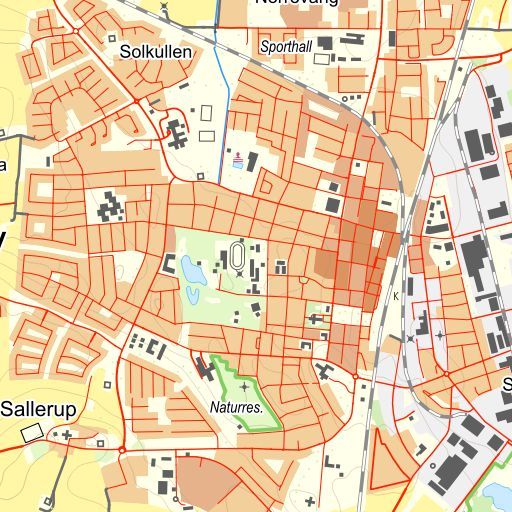 Norrevång
Solkullen
Sporthall
a
y
K
Naturres.
Sallerup
S